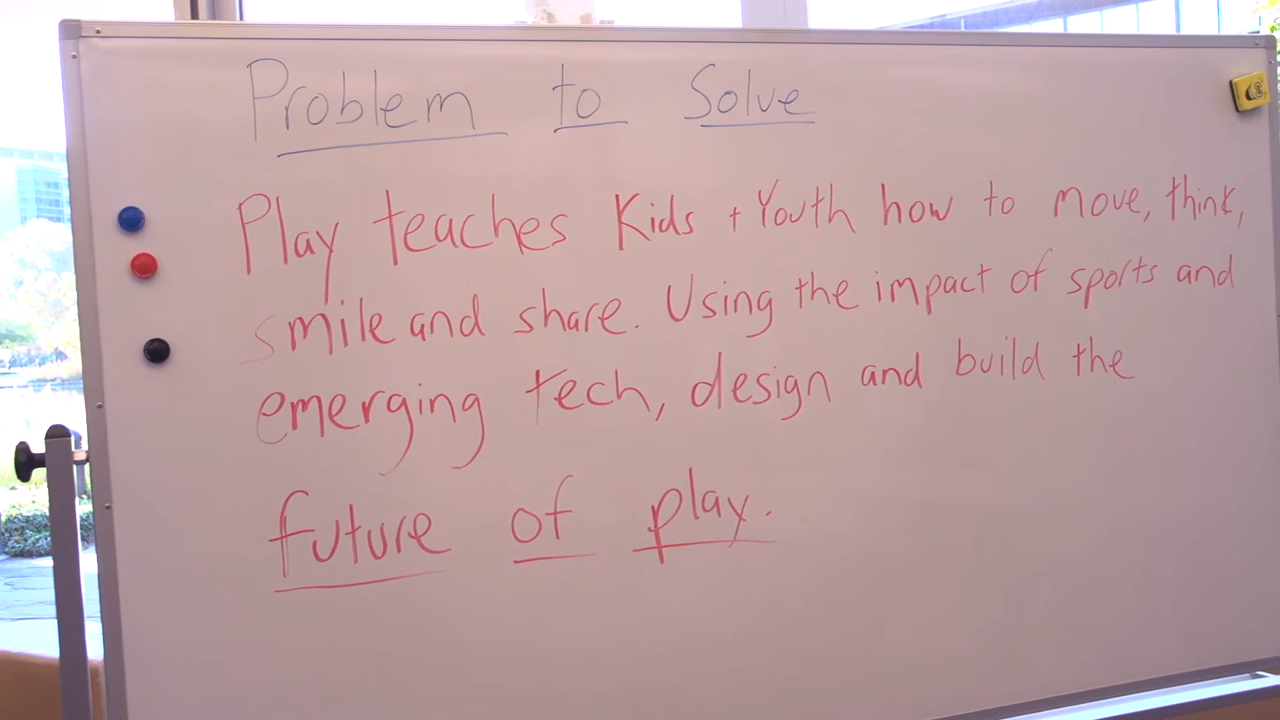 Problem to Solve
Play teaches Kids + Youth how to move, think,
smile and share. Using the impact of sports and
emerging tech, design and build the
future of play.